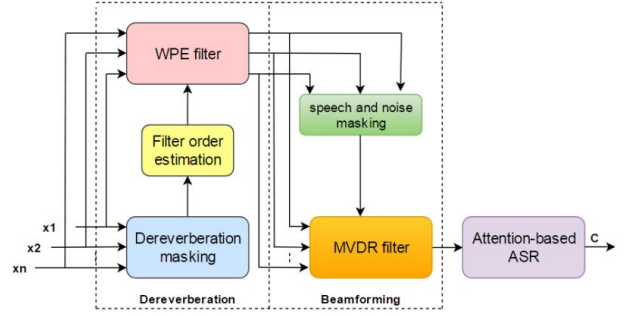 WPE filter
speech and noise
masking
Filter order
estimation
x1
x2
xn
Dereverberation
masking
MVDR filter
Attention-based
ASR
C
Dereverberation
Beamforming